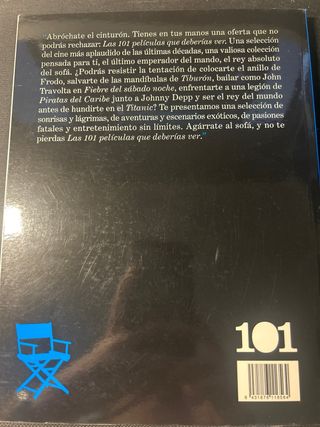 "Abróchate el cinturón. Tienes en tus manos una oferta que no
podrás rechazar: Las 101 películas que deberías ver. Una selección
del cine más aplaudido de las últimas décadas, una valiosa colección
pensada para ti, el último emperador del mando, el rey absoluto
del sofá. ¿Podrás resistir la tentación de colocarte el anillo de
Frodo, salvarte de las mandíbulas de Tiburón, bailar como John
Travolta en Fiebre del sábado noche, enfrentarte a una legión de
Piratas del Caribe junto a Johnny Depp y ser el rey del mundo
antes de hundirte en el Titanic? Te presentamos una selección de
sonrisas y lágrimas, de aventuras y escenarios exóticos, de pasiones
fatales y entretenimiento sin límites. Agárrate al sofá, y no te
pierdas Las 101 películas que deberías ver."
101